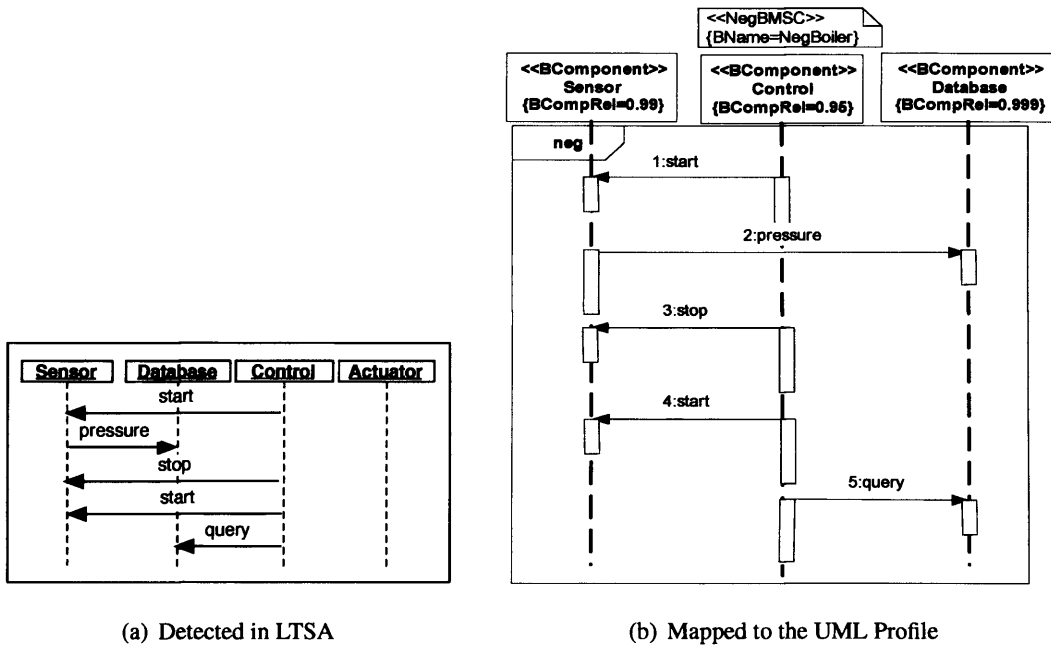 <<NegBMSC>>
{BName=NegBoiler}
<<BComponent>>
Sensor
{BCompRel=0.99}
<<BComponent>>
Control
{BCompRel=0.95}
<<BComponent>>
Database
{BCompRel=0.999}
neg
1:start
2:pressure
3:stop
4:start
5:query
Sensor
Database
Control
Actuator
start
pressure
stop
start
query
(a) Detected in LTSA
(b) Mapped to the UML Profile